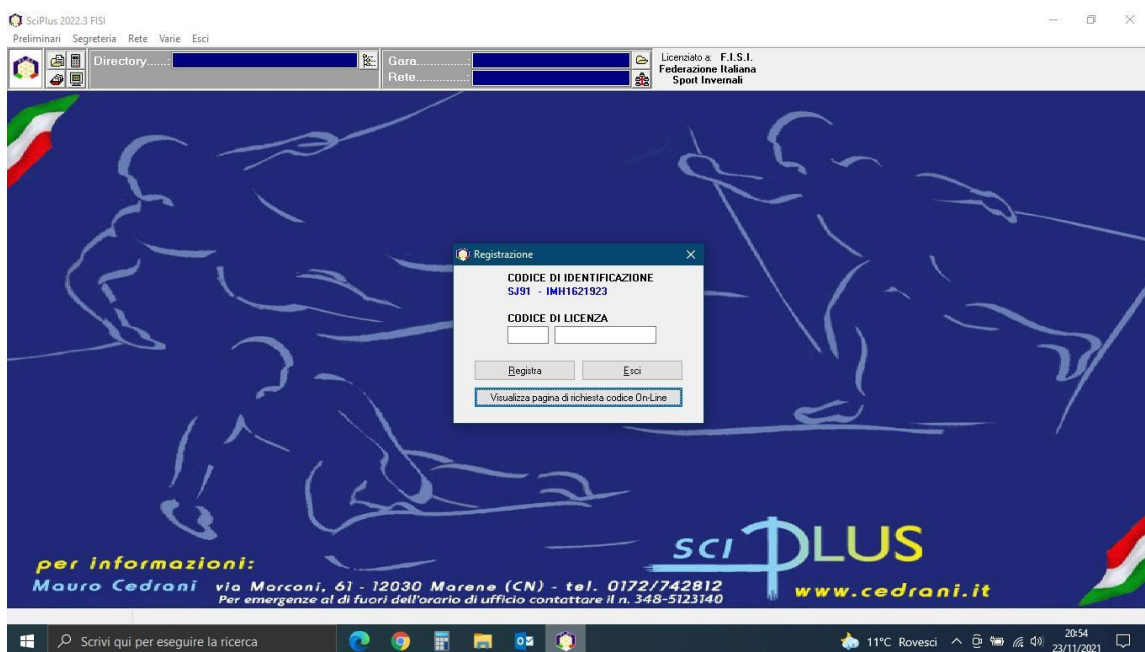 SciPlus 2022.3 FISI
Preliminari Segreteria Rete Varie Esci
Directory......:
Gara.............:
Rete.............:
Licenziato a: F.I.S.I.
Federazione Italiana
Sport Invernali
Registrazione
CODICE DI IDENTIFICAZIONE
SJ91 - IMH1621923
CODICE DI LICENZA
Registra Esci
Visualizza pagina di richiesta codice On-Line
sci PLUS
per informazioni:
Mauro Cedrani via Marconi, 61 - 12030 Marene (CN) - tel. 0172/742812
Per emergenze al di fuori dell'orario di ufficio contattare il n. 348-5123140
www.cedrani.it
Scrivi qui per eseguire la ricerca
11°C Rovesci
20:54
23/11/2021